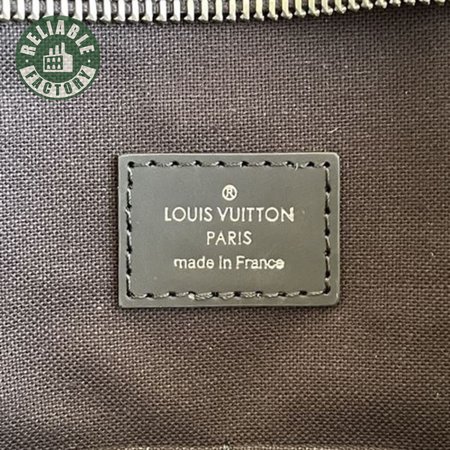 RELIABLE
FACTORY
®
LOUIS VUITTON
PARIS
made in France